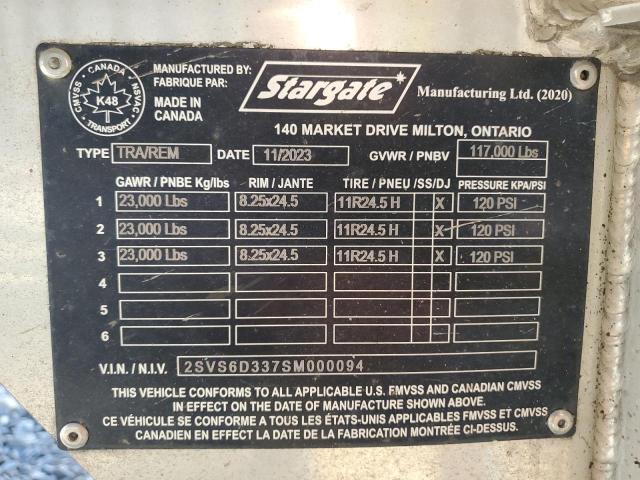 CANADA
CMVSS NSVAC
K48
TRANSPORT
MANUFACTURED BY:
FABRIQUE PAR:
MADE IN
CANADA
Stargate
Manufacturing Ltd. (2020)
140 MARKET DRIVE MILTON, ONTARIO
TYPE TRA/REM DATE 11/2023 GVWR / PNBV 117,000 Lbs
GAWR / PNBE Kg/lbs RIM / JANTE TIRE / PNEU /SS/DJ PRESSURE KPA/PSI
1 23,000 Lbs 8.25x24.5 11R24.5 H X 120 PSI
2 23,000 Lbs 8.25x24.5 11R24.5 H X 120 PSI
3 23,000 Lbs 8.25x24.5 11R24.5 H X 120 PSI
4
5
6
V.I.N. / N.I.V. 2SVS6D337SM000094
THIS VEHICLE CONFORMS TO ALL APPLICABLE U.S. FMVSS AND CANADIAN CMVSS
IN EFFECT ON THE DATE OF MANUFACTURE SHOWN ABOVE.
CE VÉHICULE SE CONFORME A TOUS LES ÉTATS-UNIS APPLICABLES FMVSS ET CMVSS
CANADIEN EN EFFECT LA DATE DE LA FABRICATION MONTRÉE CI-DESSUS.